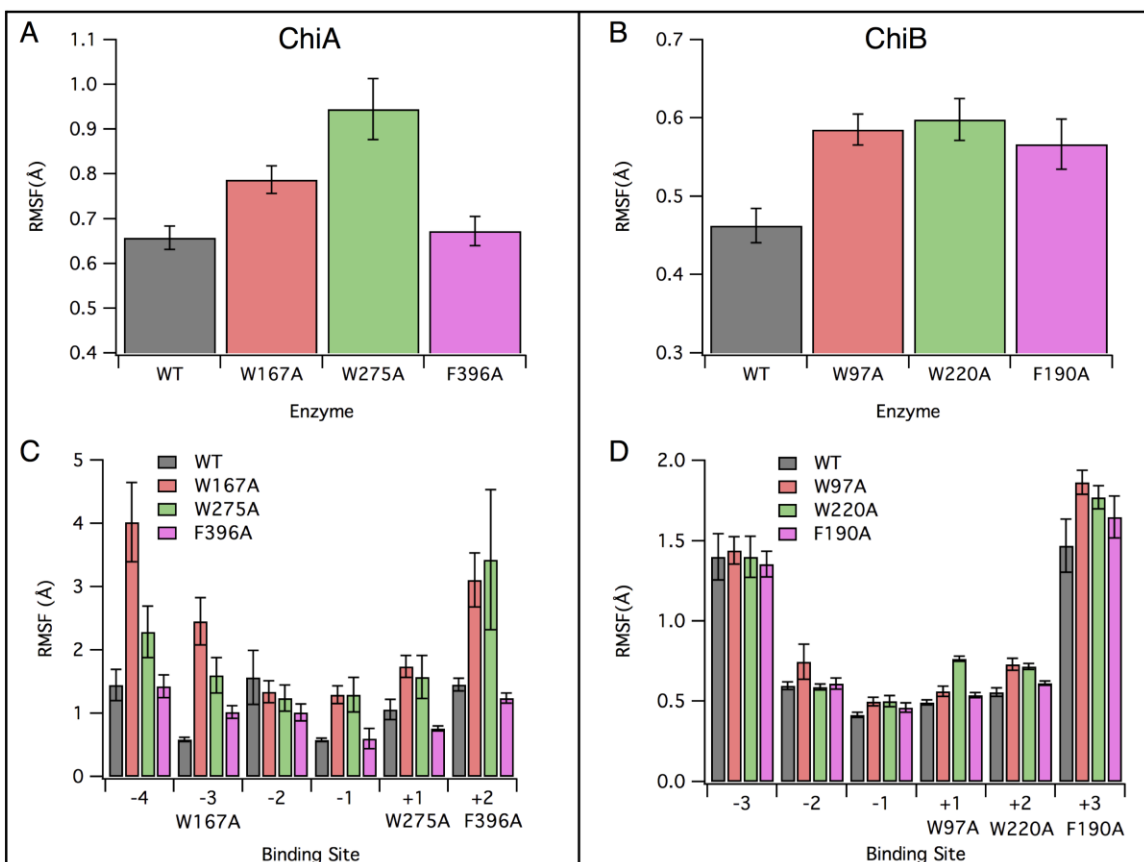 A
ChiA
1.1
1.0
0.9
0.8
0.7
0.6
0.5
0.4
RMSF(Å)
WT W167A W275A F396A
Enzyme
B
ChiB
0.7
0.6
0.5
0.4
0.3
RMSF(Å)
WT W97A W220A F190A
Enzyme
C
WT
W167A
W275A
F396A
5
4
3
2
1
0
RMSF (Å)
-4 -3 -2 -1 +1 +2
W167A W275A F396A
Binding Site
D
WT
W97A
W220A
F190A
2.0
1.5
1.0
0.5
0.0
RMSF(Å)
-3 -2 -1 +1 +2 +3
W97A W220A F190A
Binding Site